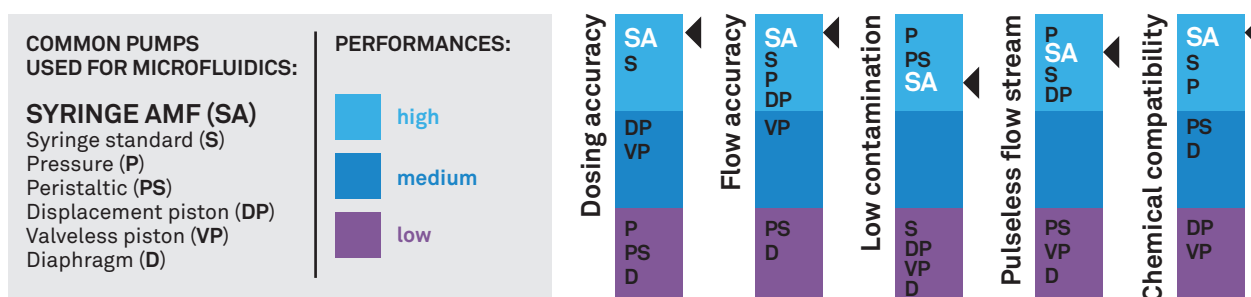 COMMON PUMPS
USED FOR MICROFLUIDICS:
SYRINGE AMF (SA)
Syringe standard (S)
Pressure (P)
Peristaltic (PS)
Displacement piston (DP)
Valveless piston (VP)
Diaphragm (D)
PERFORMANCES:
high
medium
low
Dosing accuracy
SA
S
DP
VP
P
PS
D
Flow accuracy
SA
S
P
DP
VP
PS
D
Low contamination
P
PS
SA
S
DP
VP
D
Pulseless flow stream
P
SA
S
DP
PS
VP
D
Chemical compatibility
SA
S
P
PS
D
DP
VP